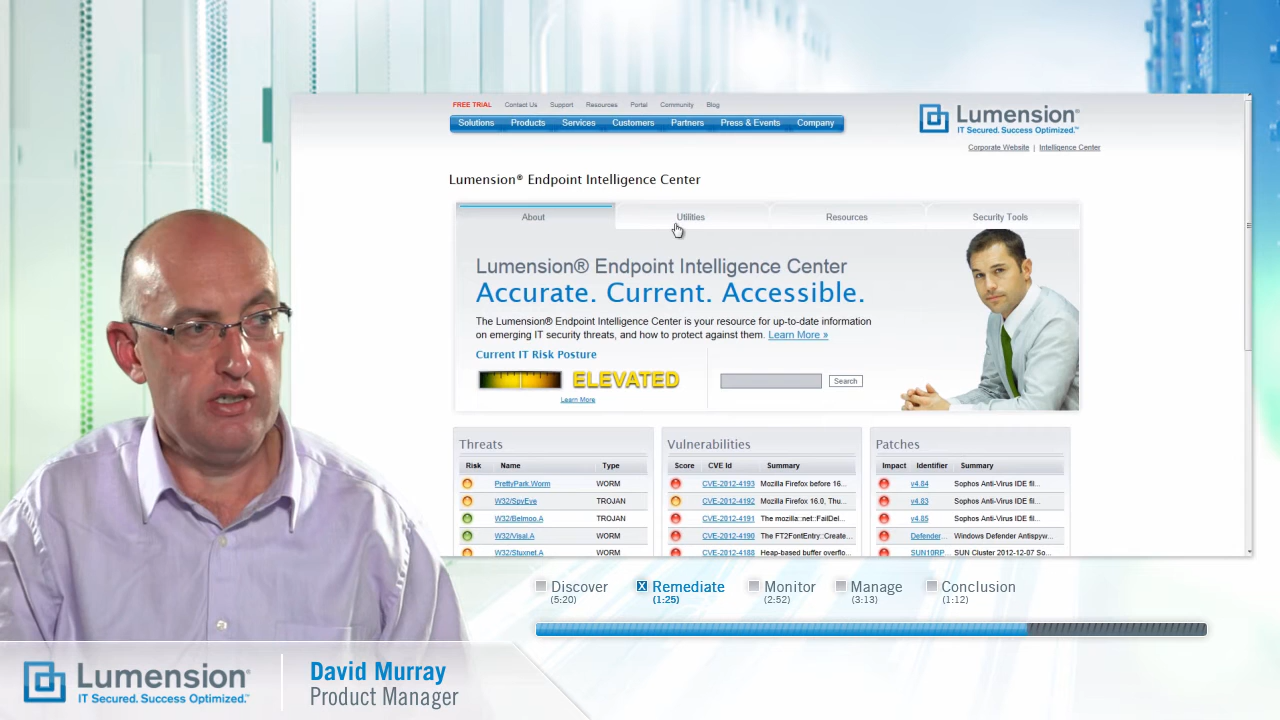 FREE TRIAL Contact Us Support Resources Portal Community Blog
Solutions Products Services Customers Partners Press & Events Company
Lumension®
IT Secured. Success Optimized.™
Corporate Website | Intelligence Center
Lumension® Endpoint Intelligence Center
About Utilities Resources Security Tools
Lumension® Endpoint Intelligence Center
Accurate. Current. Accessible.
The Lumension® Endpoint Intelligence Center is your resource for up-to-date information
on emerging IT security threats, and how to protect against them. Learn More »
Current IT Risk Posture
ELEVATED
Search
Learn More
Threats
Risk Name Type
PrettyPark.Worm WORM
W32/SpyEye TROJAN
W32/Beimoo.A TROJAN
W32/Visal.A WORM
W32/Stuxnet.A WORM
Vulnerabilities
Score CVE Id Summary
CVE-2012-4193 Mozilla Firefox before 16...
CVE-2012-4192 Mozilla Firefox 16.0, Thu...
CVE-2012-4191 The mozilla::net::FailDel...
CVE-2012-4190 The FT2FontEntry::Create...
CVE-2012-4188 Heap-based buffer overflo...
Patches
Impact Identifier Summary
v4.84 Sophos Anti-Virus IDE fil...
v4.83 Sophos Anti-Virus IDE fil...
v4.85 Sophos Anti-Virus IDE fil...
Defender... Windows Defender Antispyw...
SUN10RP... SUN Cluster 2012-12-07 So...
Discover X Remediate Monitor Manage Conclusion
(5:20) (1:25) (2:52) (3:13) (1:12)
Lumension®
IT Secured. Success Optimized.™
David Murray
Product Manager